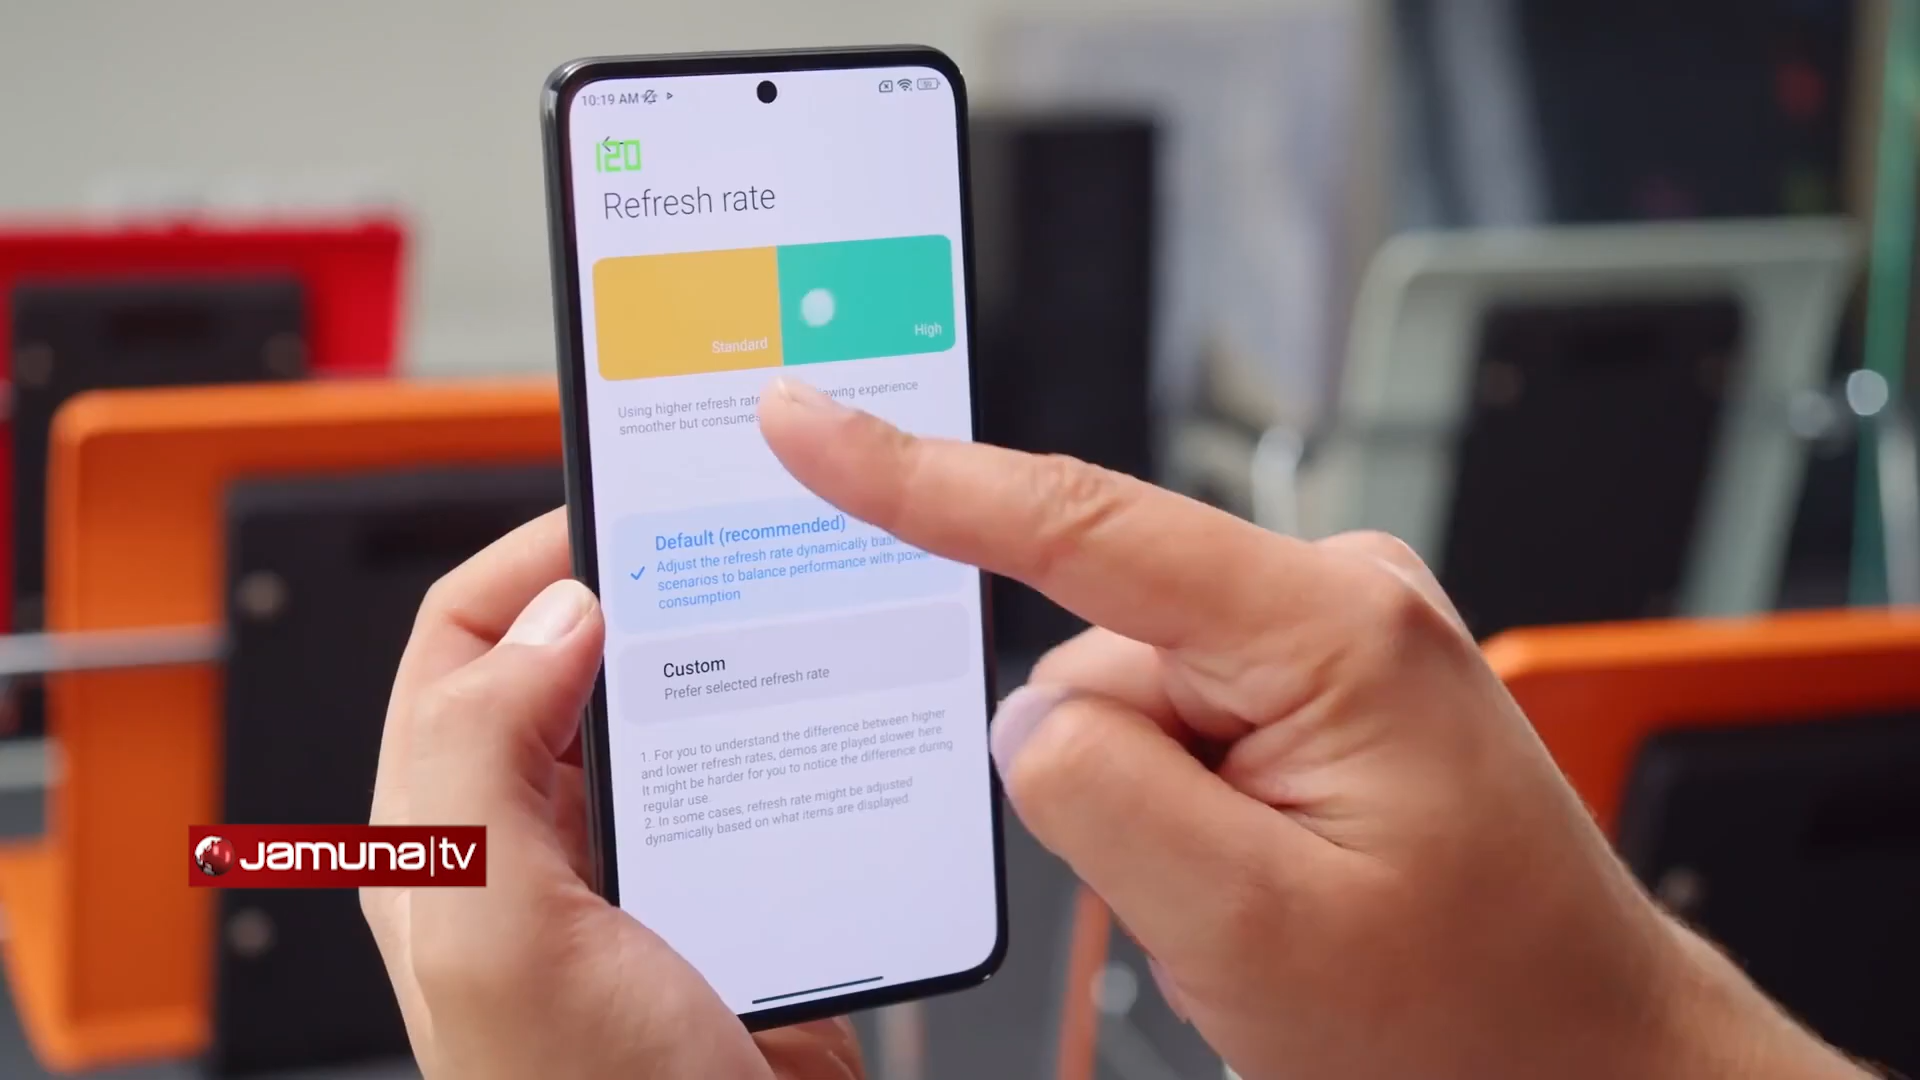 10:19 AM
120
Refresh rate
Standard
High
Using higher refresh rate wing experience
smoother but consume
Default (recommended)
Adjust the refresh rate dynamically
scenarios to balance performance with
consumption
Custom
Prefer selected refresh rate
1. For you to understand the difference between higher
and lower refresh rates, demos are played slower here.
It might be harder for you to notice the difference during
regular use.
2. In some cases, refresh rate might be adjusted
dynamically based on what items are displayed.
Jamuna|tv